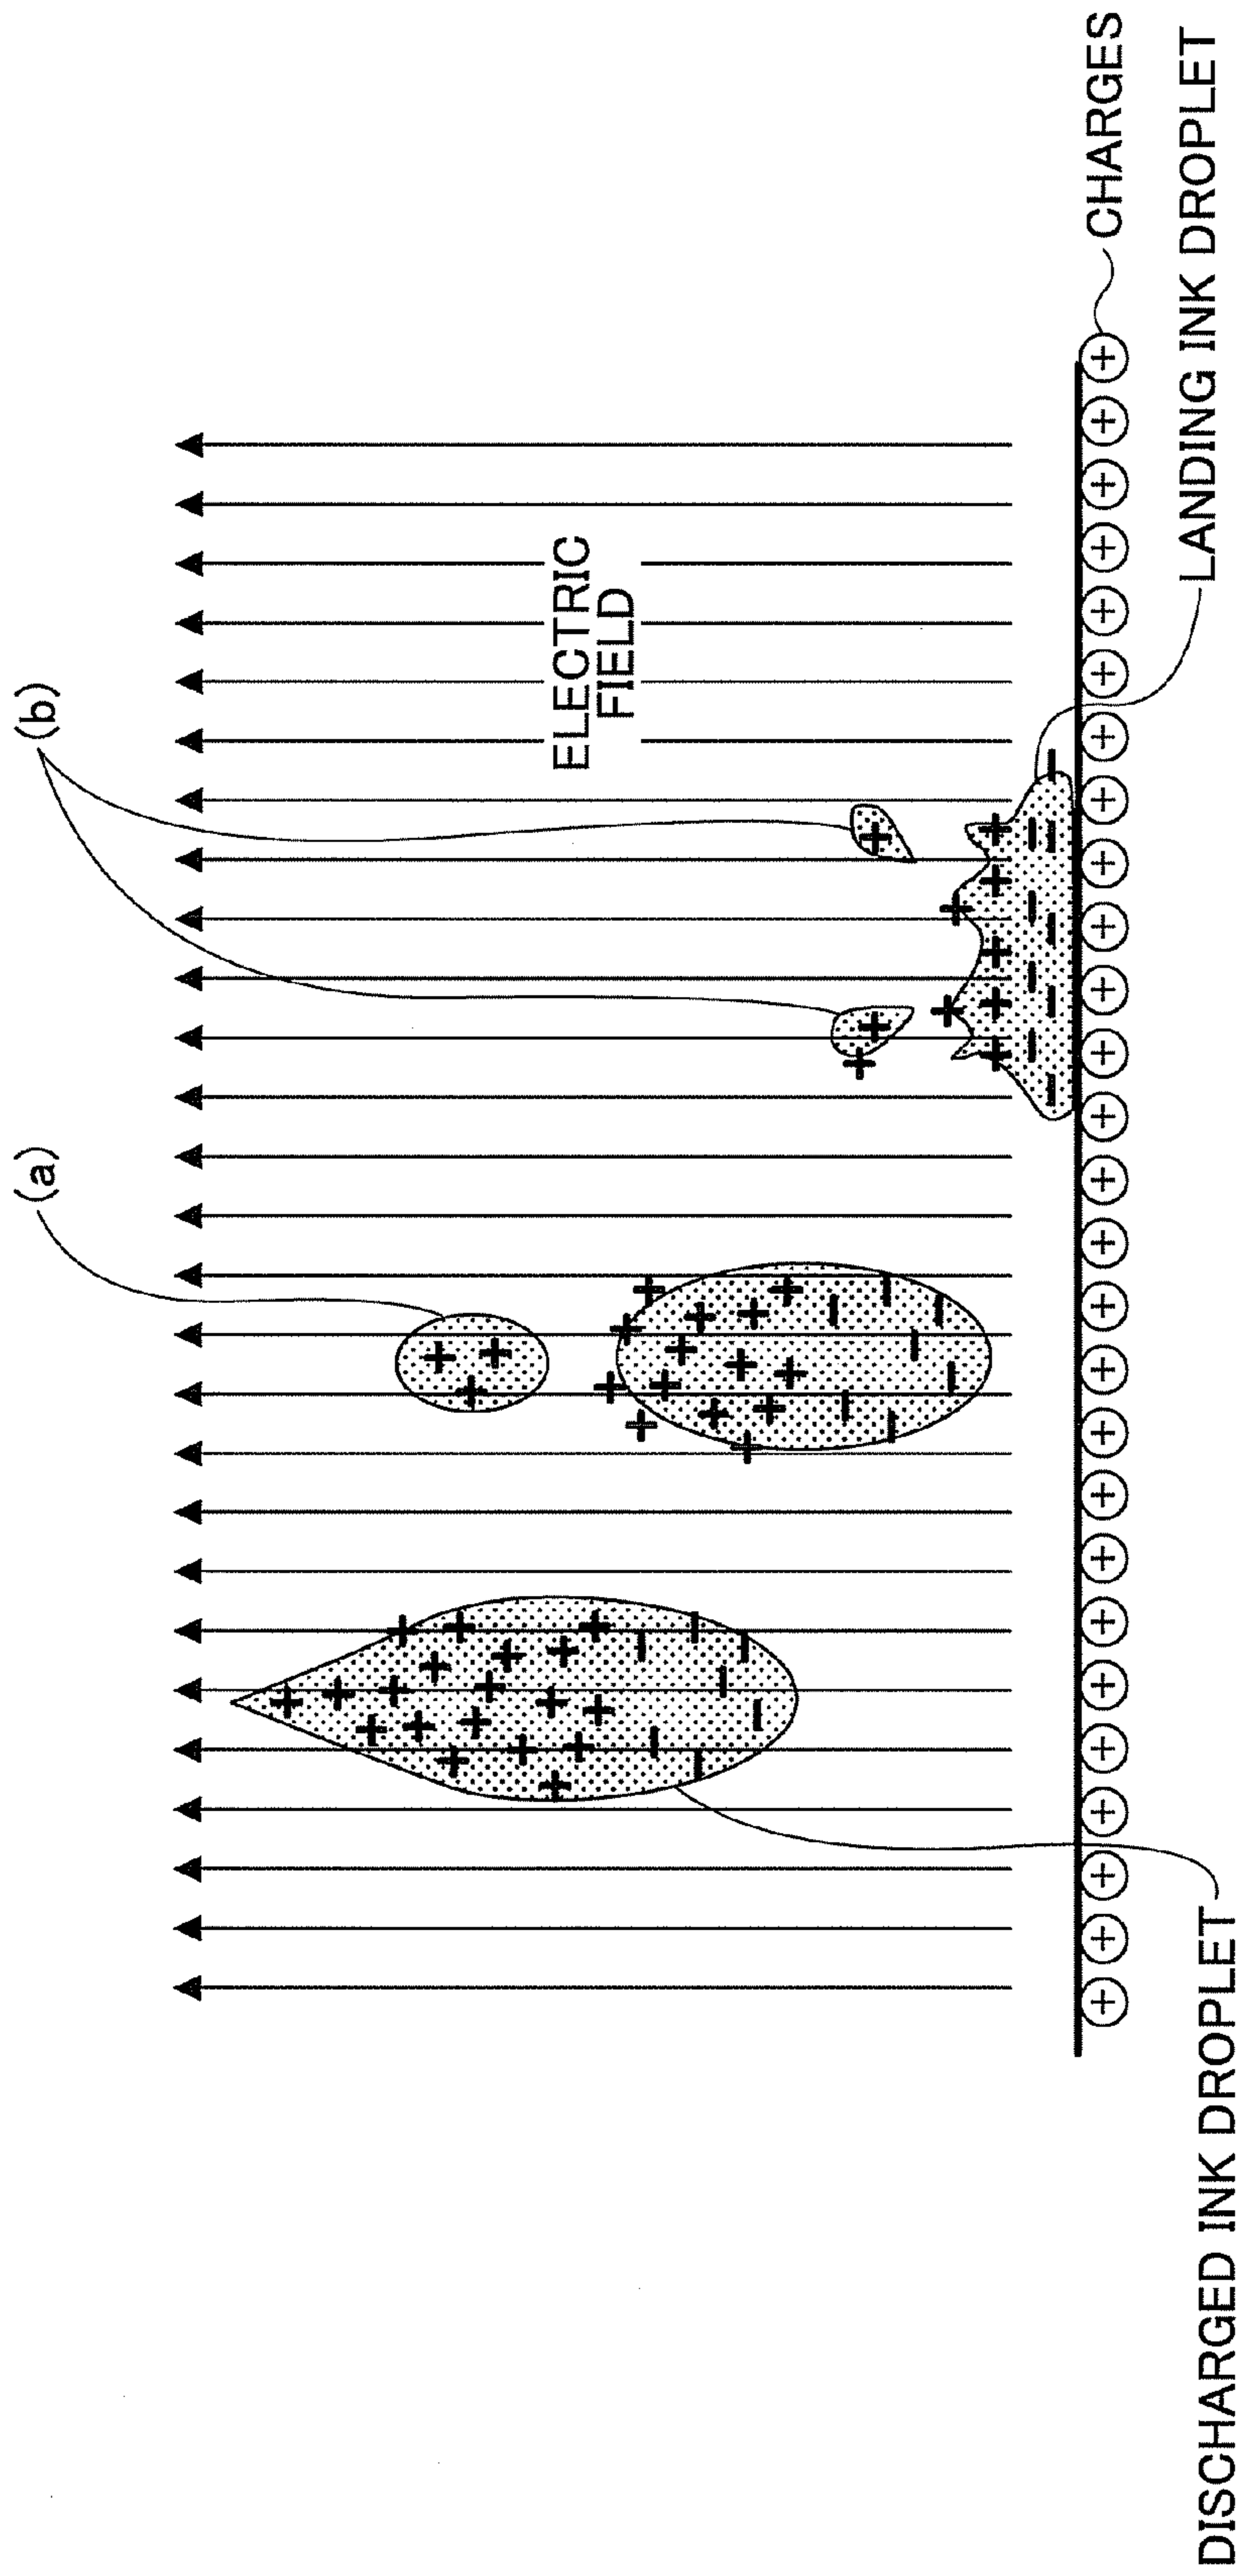 (a)
(b)
ELECTRIC
FIELD
CHARGES
LANDING INK DROPLET
DISCHARGED INK DROPLET